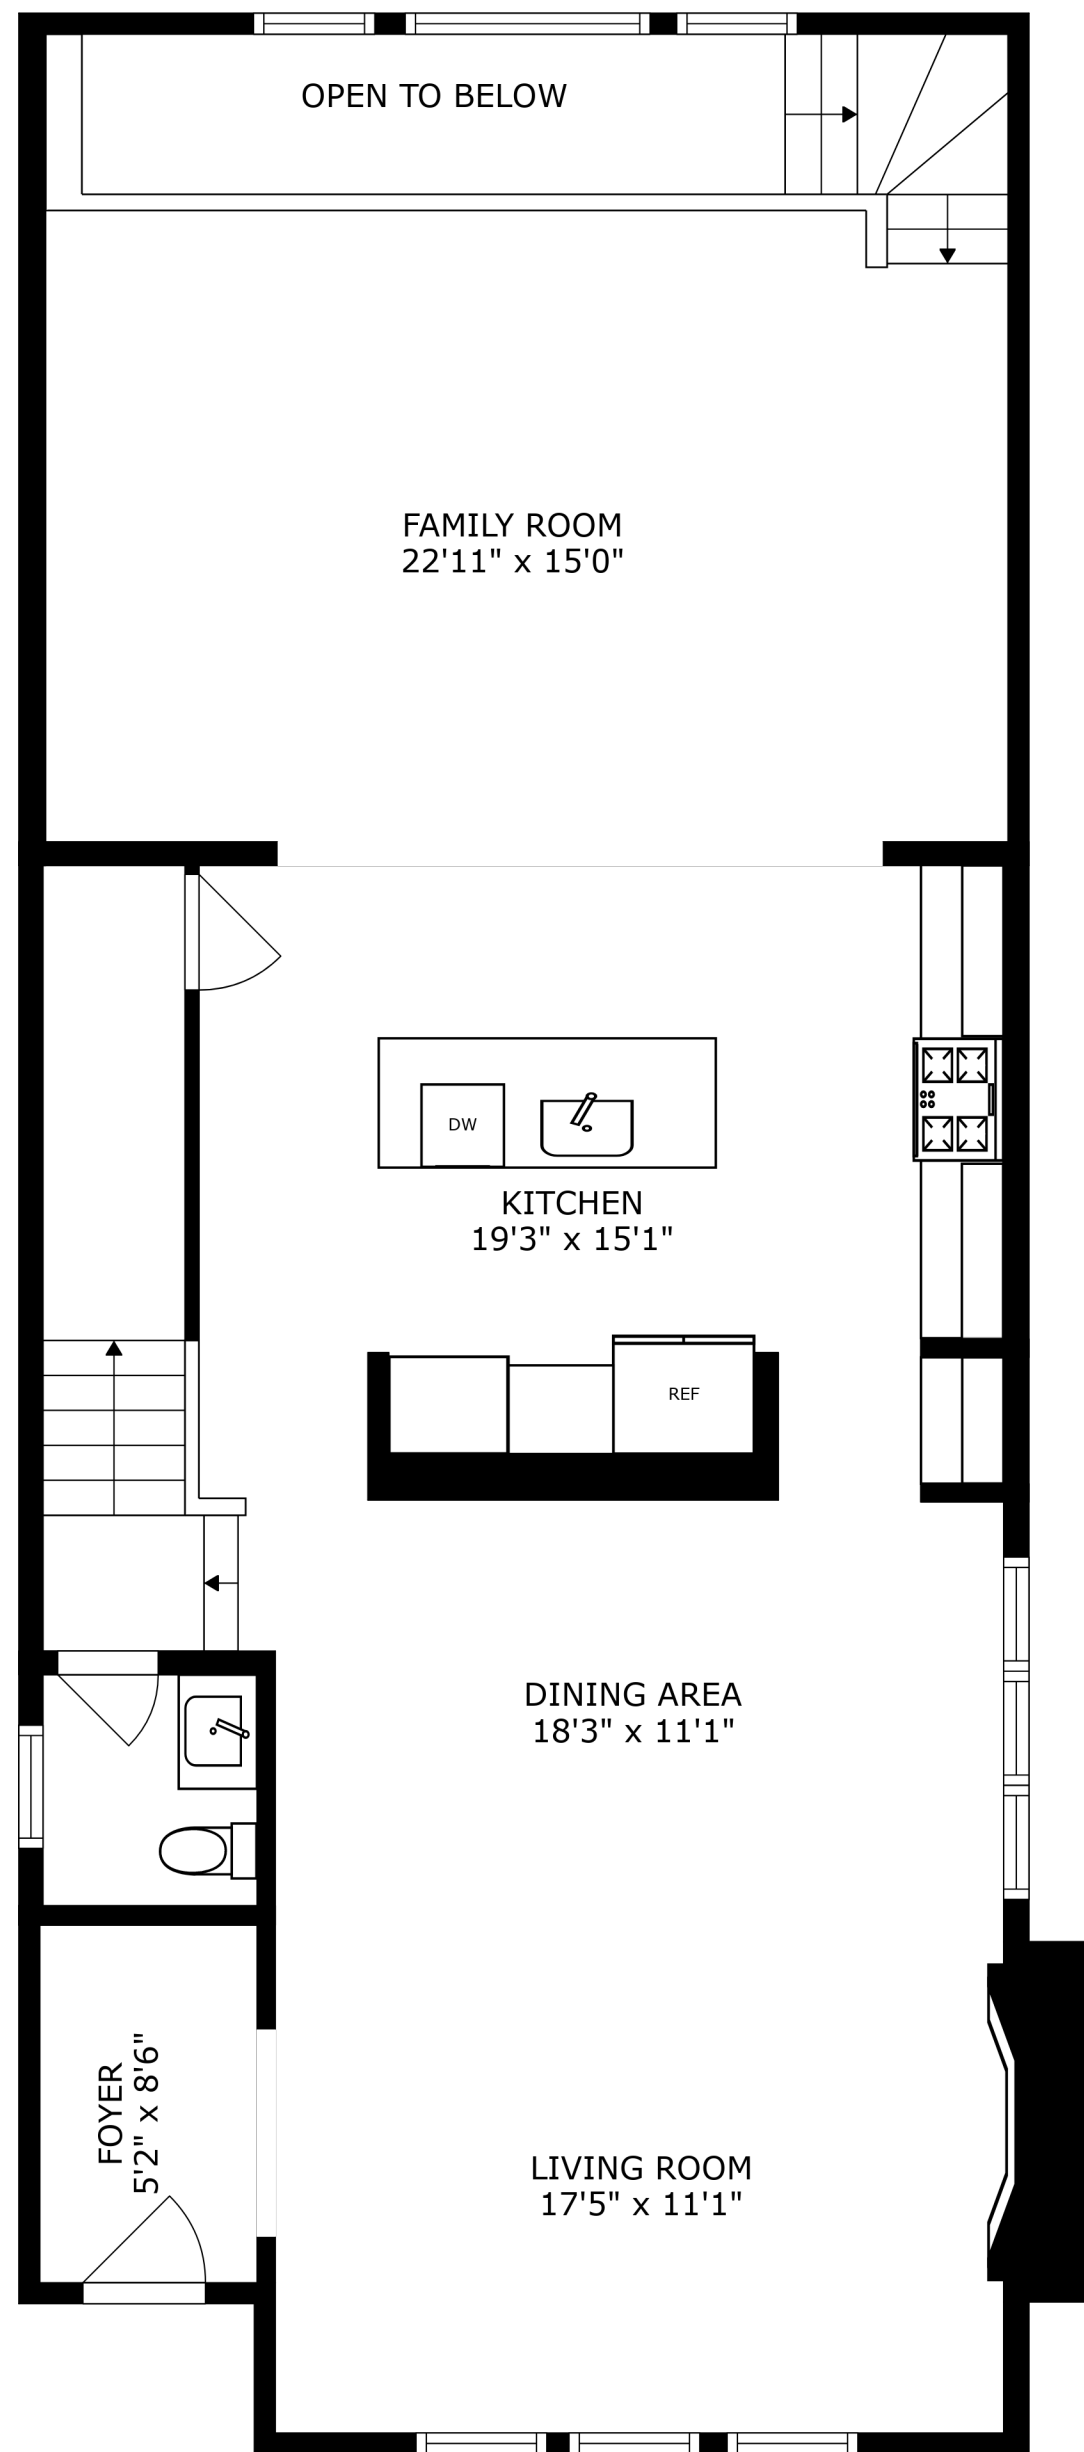 OPEN TO BELOW
FAMILY ROOM
22'11" x 15'0"
DW
KITCHEN
19'3" x 15'1"
REF
DINING AREA
18'3" x 11'1"
FOYER
5'2" x 8'6"
LIVING ROOM
17'5" x 11'1"